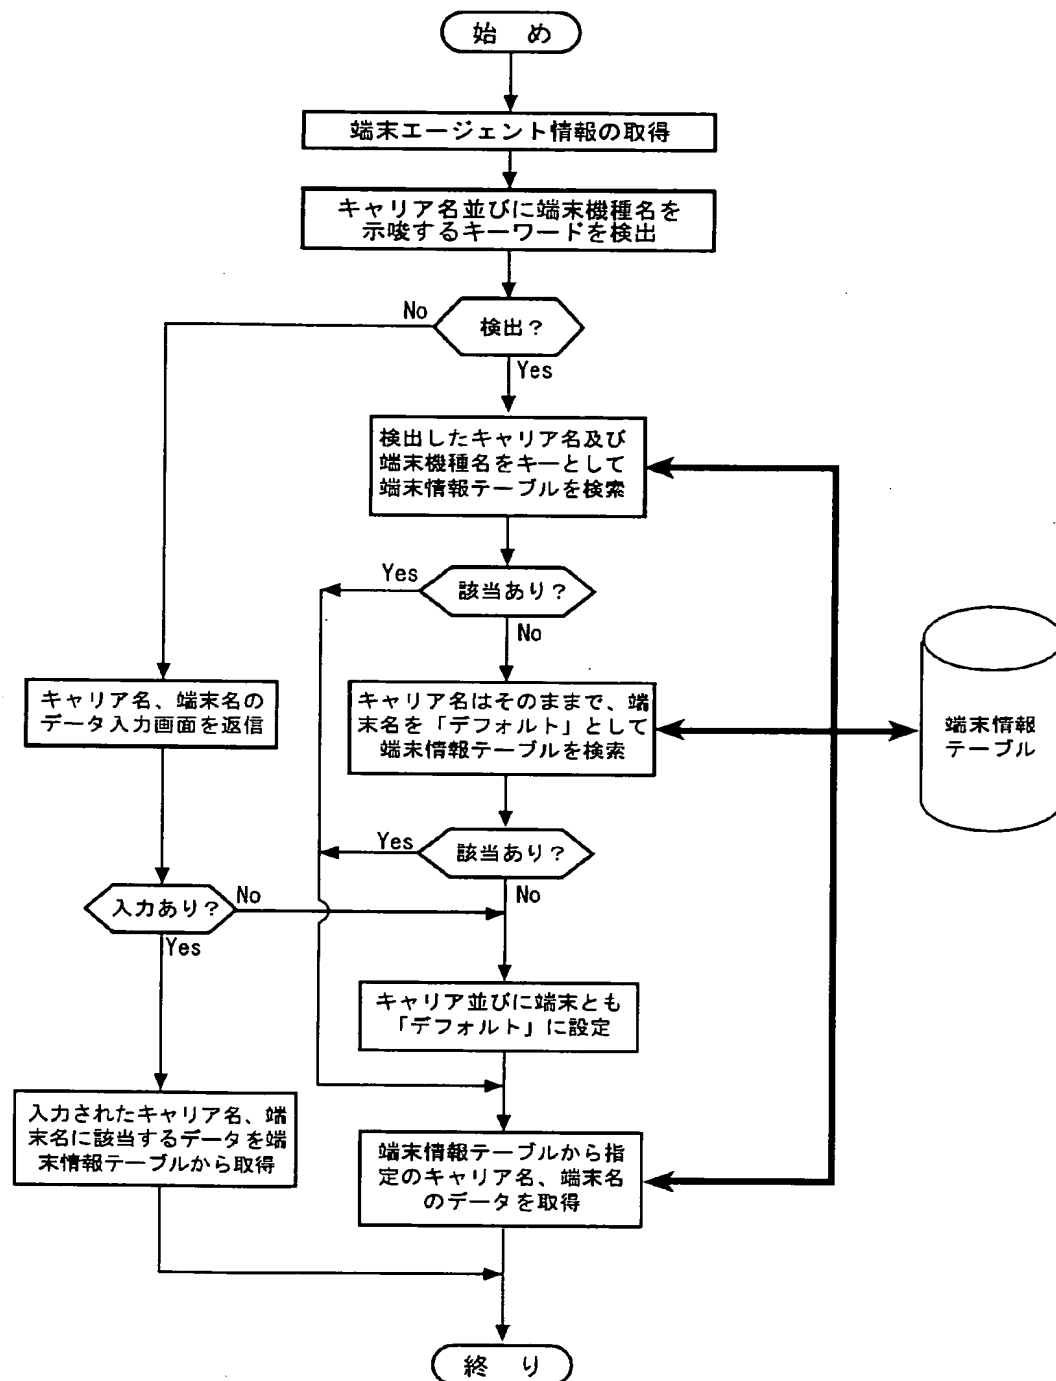 始 め
端末エージェント情報の取得
キャリア名並びに端末機種名を
示唆するキーワードを検出
No
検出？
Yes
検出したキャリア名及び
端末機種名をキーとして
端末情報テーブルを検索
Yes
該当あり？
No
キャリア名、端末名の
データ入力画面を返信
キャリア名はそのままで、端
末名を「デフォルト」として
端末情報テーブルを検索
端末情報
テーブル
Yes
該当あり？
No
入力あり？
No
Yes
キャリア並びに端末とも
「デフォルト」に設定
入力されたキャリア名、端
末名に該当するデータを端
末情報テーブルから取得
端末情報テーブルから指
定のキャリア名、端末名
のデータを取得
終 り